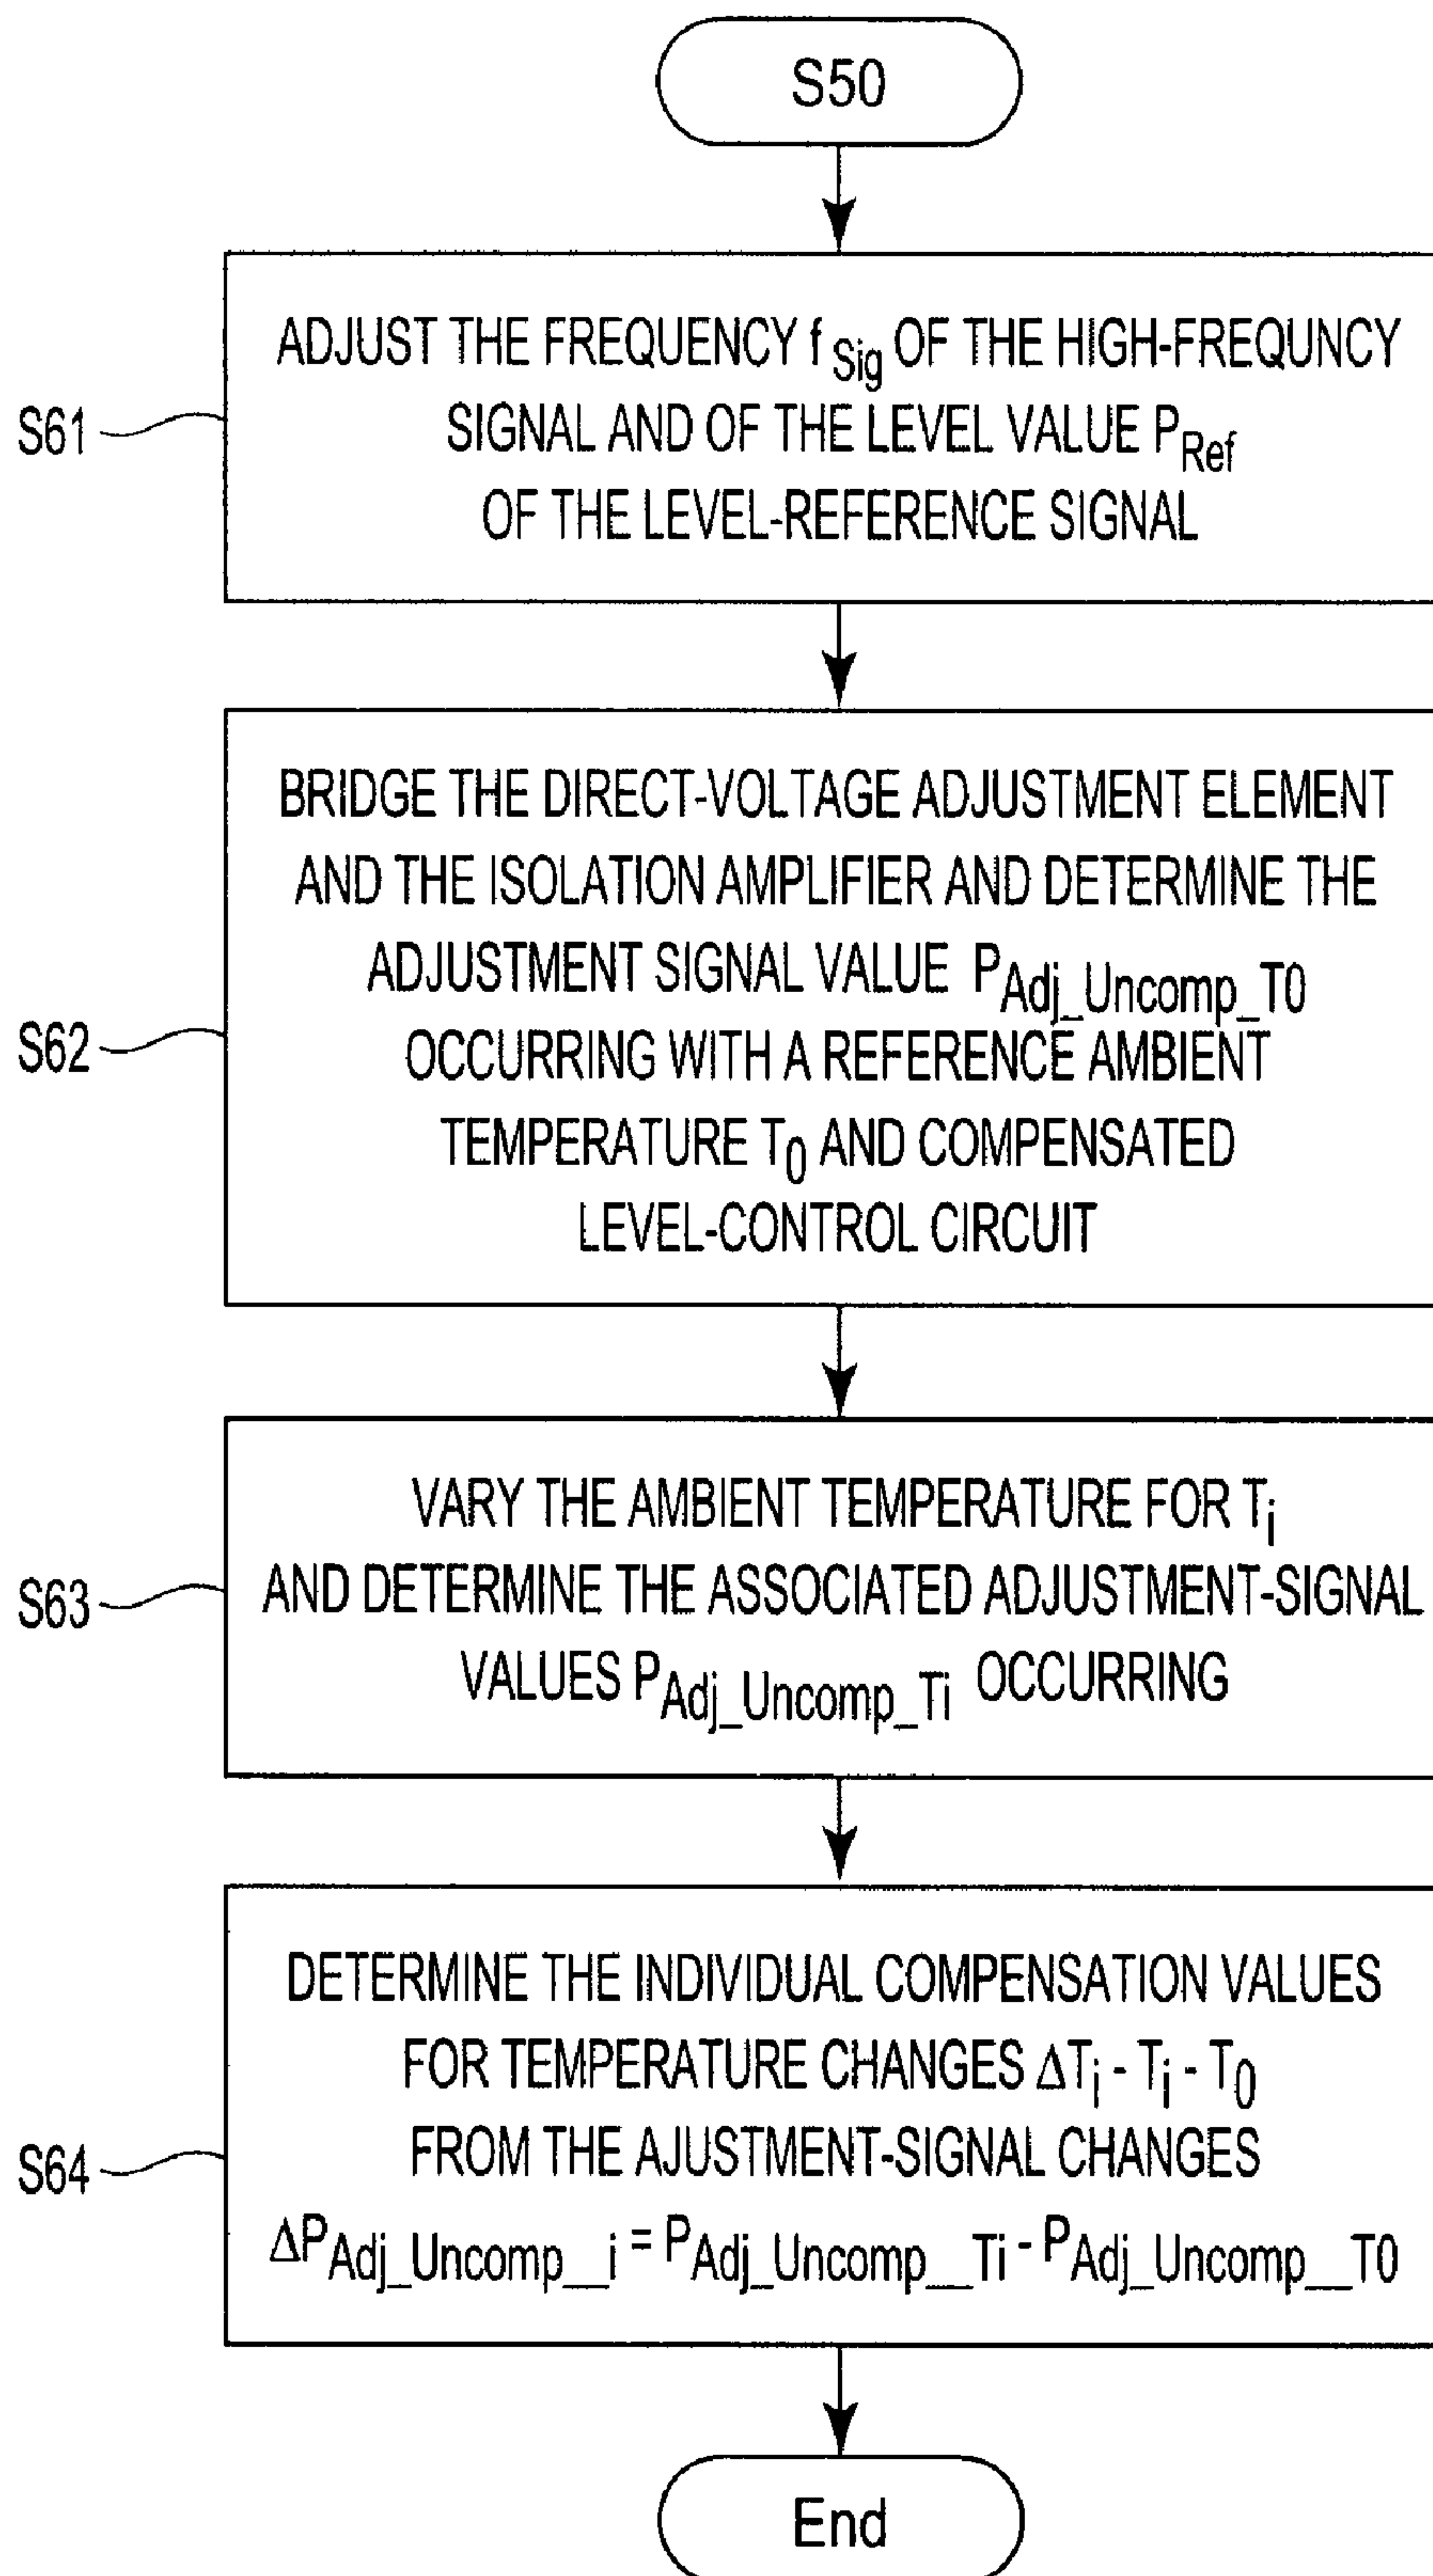 S50
S61
ADJUST THE FREQUENCY fSig OF THE HIGH-FREQUNCY
SIGNAL AND OF THE LEVEL VALUE PRef
OF THE LEVEL-REFERENCE SIGNAL
S62
BRIDGE THE DIRECT-VOLTAGE ADJUSTMENT ELEMENT
AND THE ISOLATION AMPLIFIER AND DETERMINE THE
ADJUSTMENT SIGNAL VALUE PAdj_Uncomp_T0
OCCURRING WITH A REFERENCE AMBIENT
TEMPERATURE T0 AND COMPENSATED
LEVEL-CONTROL CIRCUIT
S63
VARY THE AMBIENT TEMPERATURE FOR Ti
AND DETERMINE THE ASSOCIATED ADJUSTMENT-SIGNAL
VALUES PAdj_Uncomp_Ti OCCURRING
S64
DETERMINE THE INDIVIDUAL COMPENSATION VALUES
FOR TEMPERATURE CHANGES ΔTi - Ti - T0
FROM THE AJUSTMENT-SIGNAL CHANGES
ΔPAdj_Uncomp__i = PAdj_Uncomp__Ti - PAdj_Uncomp__T0
End